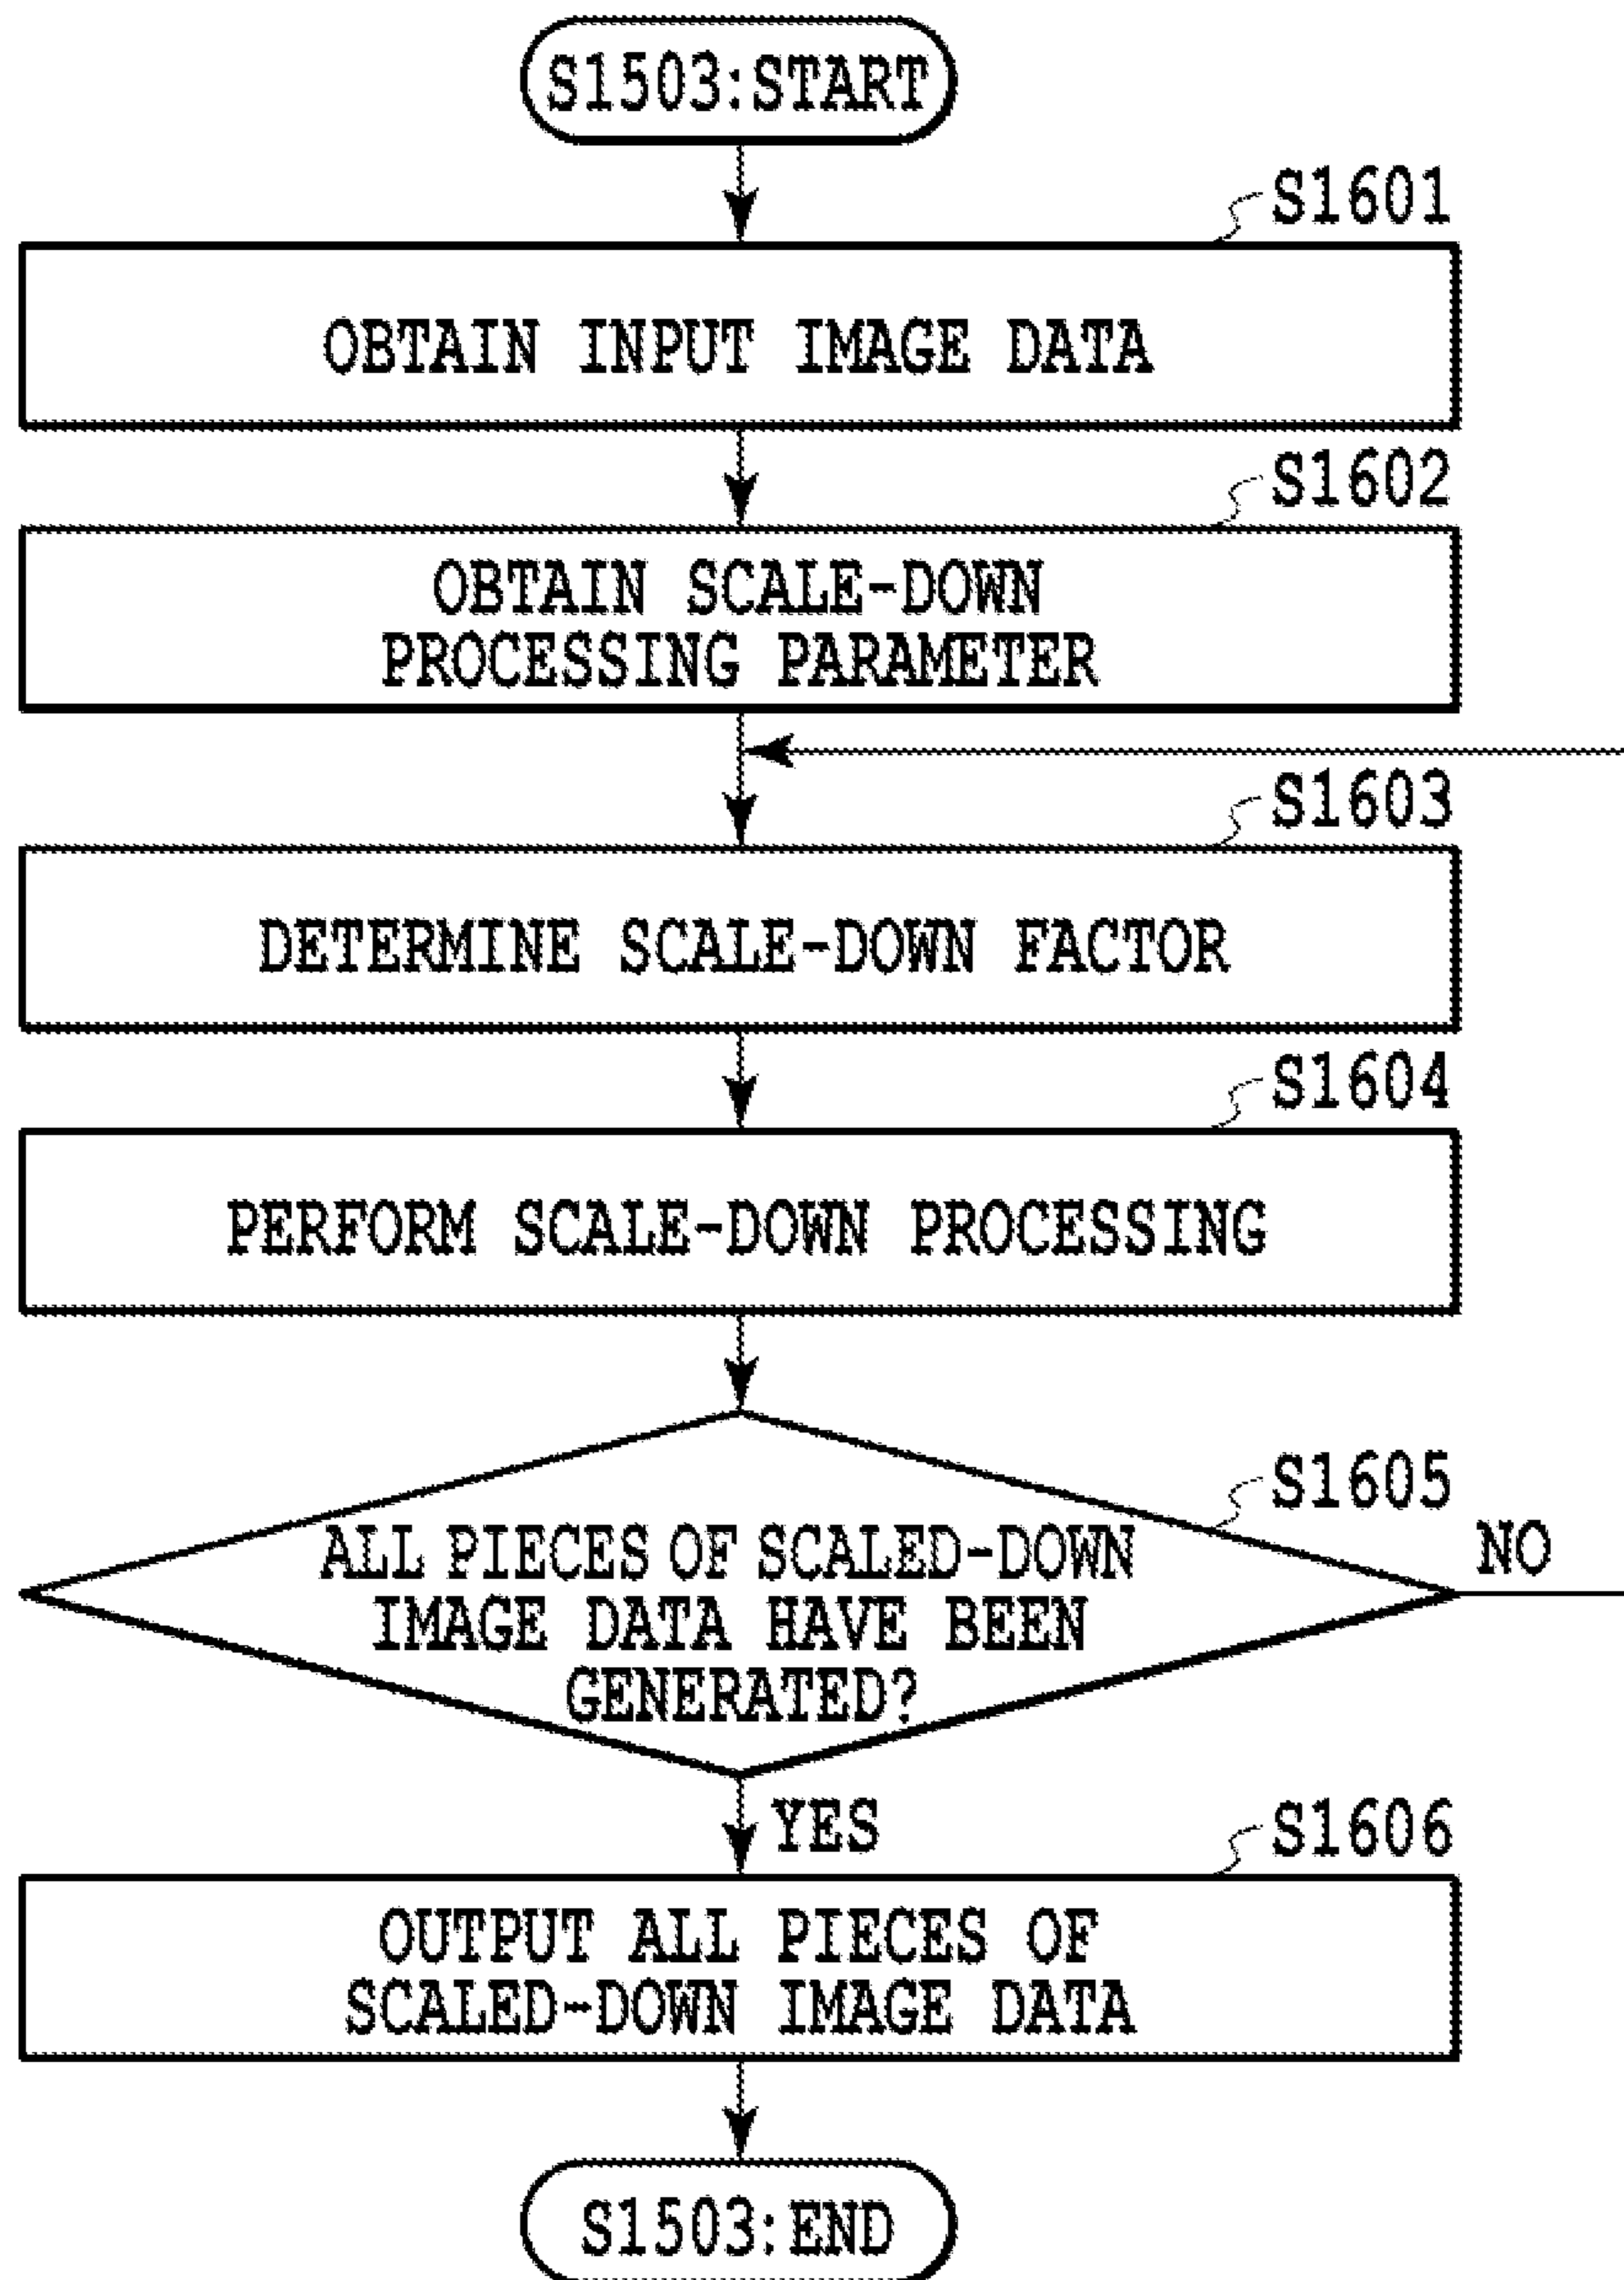 S1503:START
S1601
OBTAIN INPUT IMAGE DATA
S1602
OBTAIN SCALE-DOWN
PROCESSING PARAMETER
S1603
DETERMINE SCALE-DOWN FACTOR
S1604
PERFORM SCALE-DOWN PROCESSING
S1605
ALL PIECES OF SCALED-DOWN
IMAGE DATA HAVE BEEN
GENERATED?
NO
YES
S1606
OUTPUT ALL PIECES OF
SCALED-DOWN IMAGE DATA
S1503:END